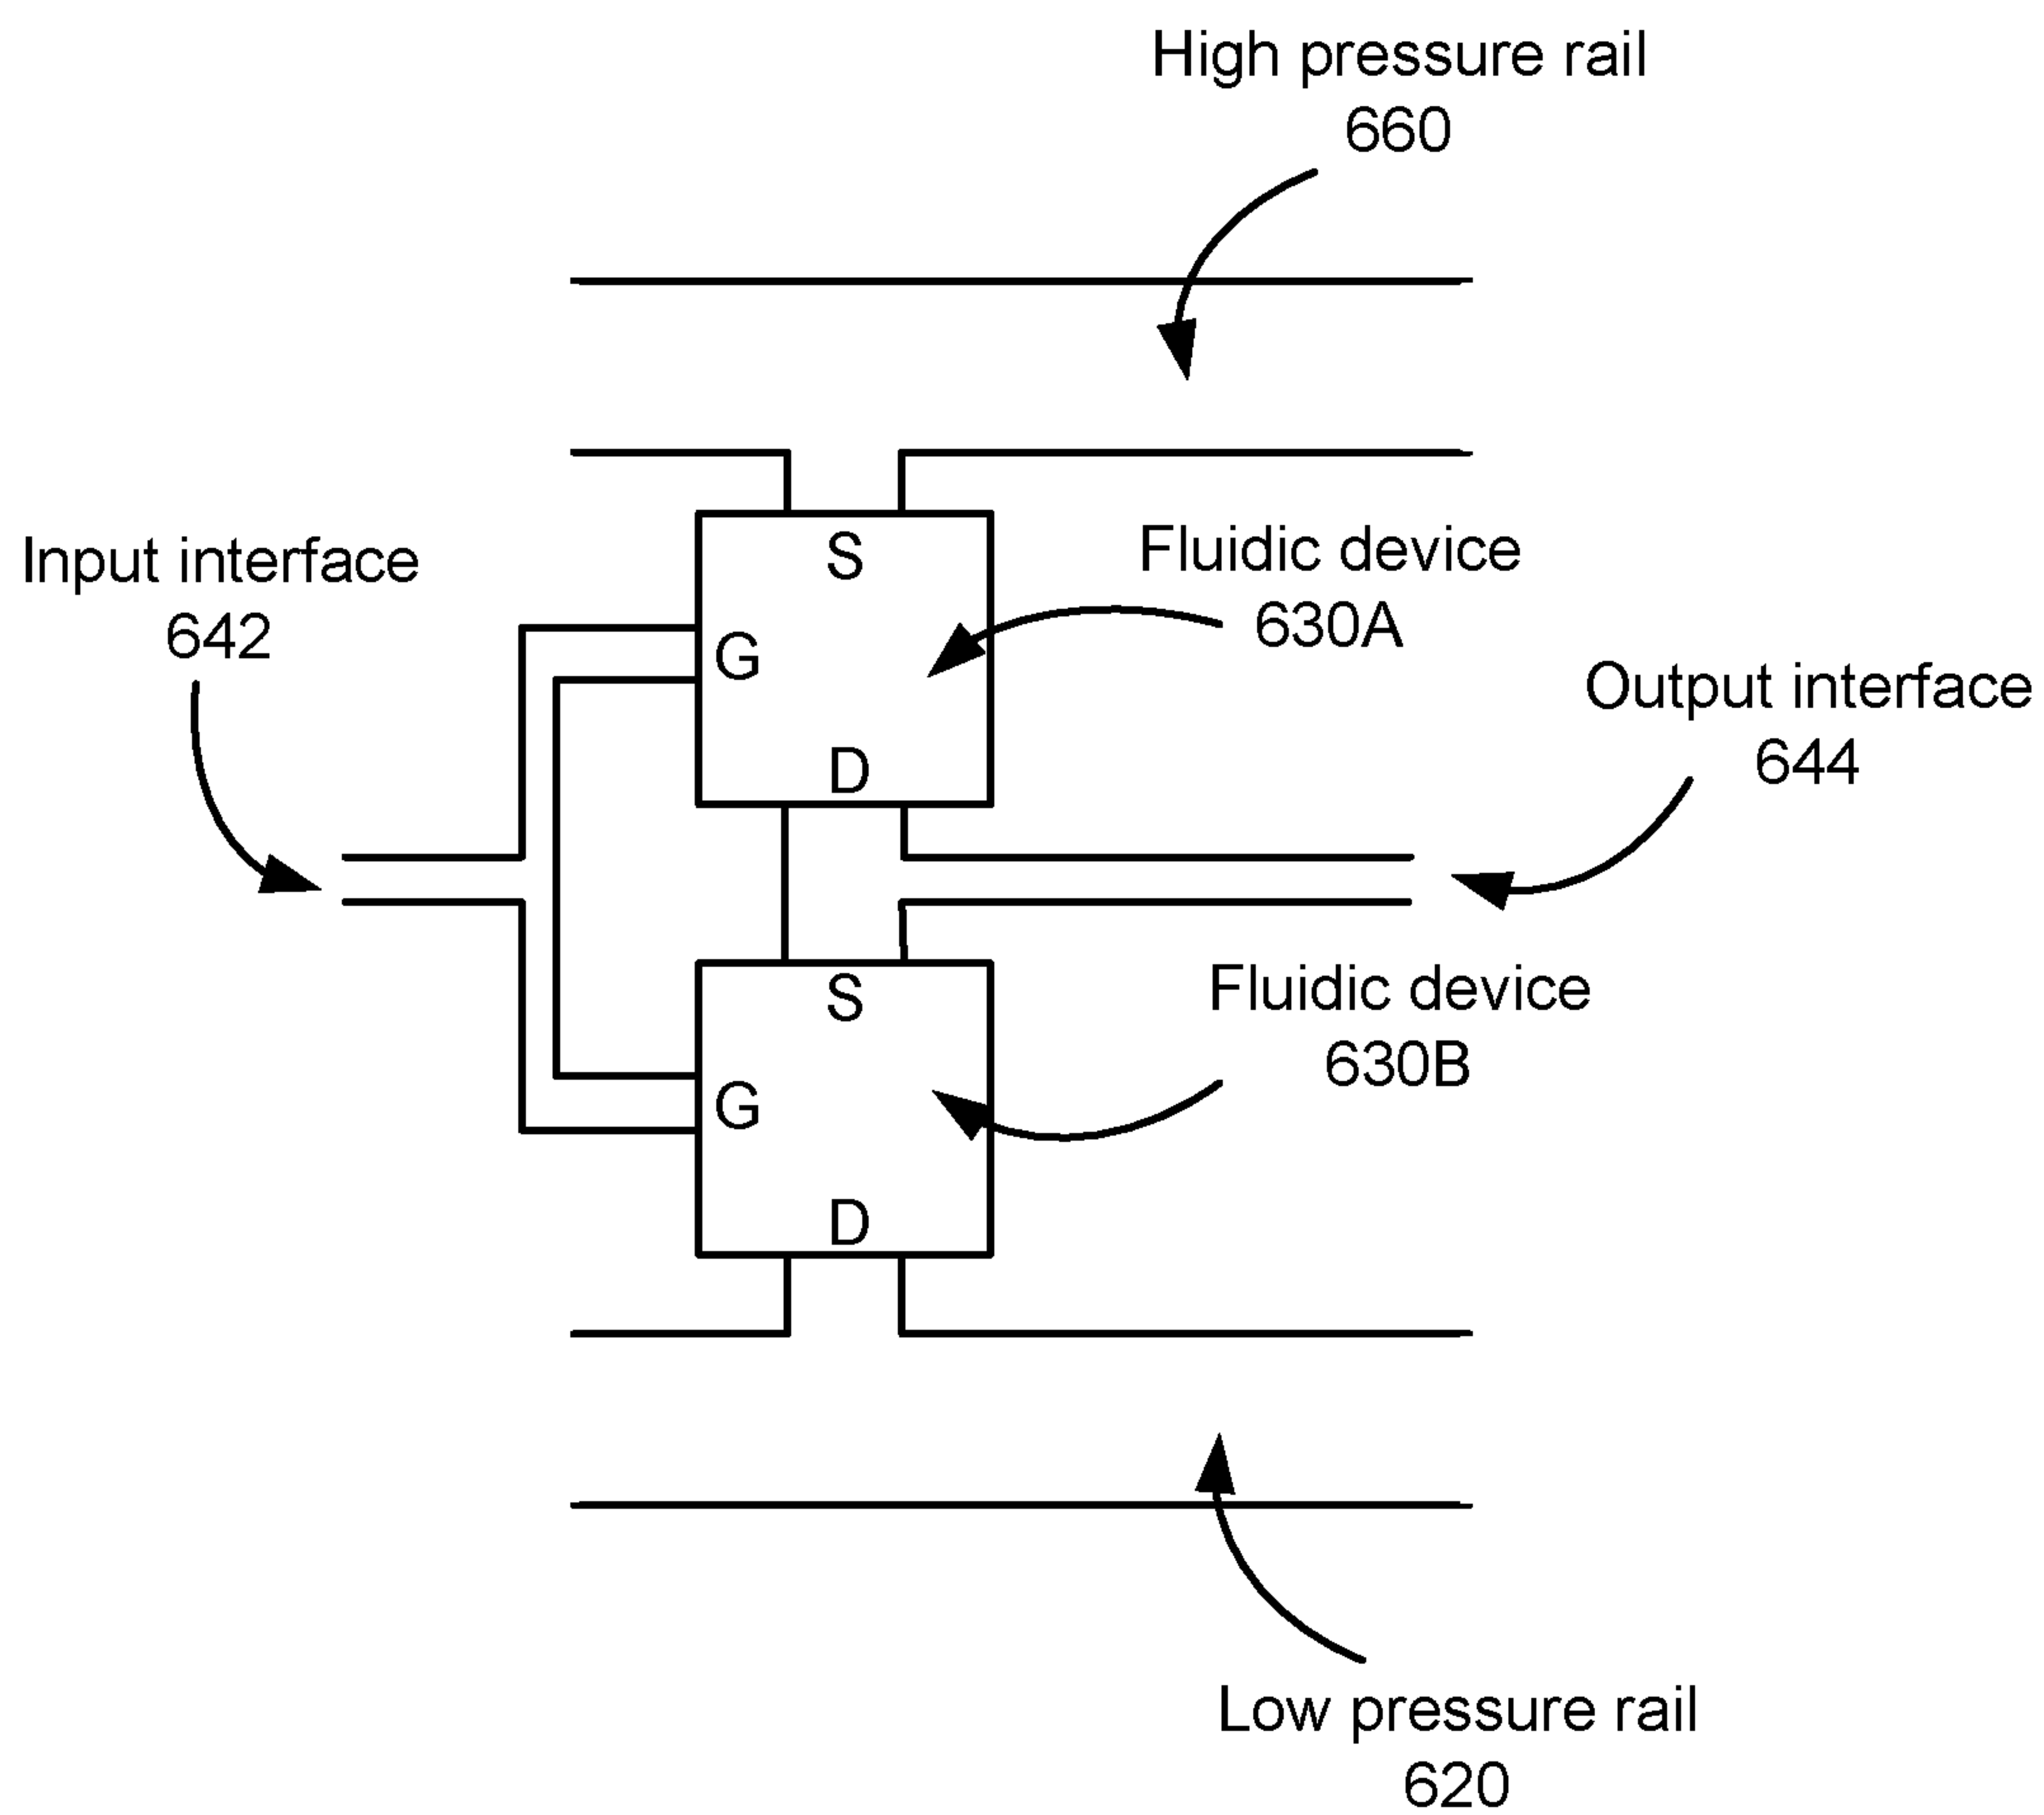 High pressure rail
660
Input interface
642
S
G
D
Fluidic device
630A
Output interface
644
S
G
D
Fluidic device
630B
Low pressure rail
620